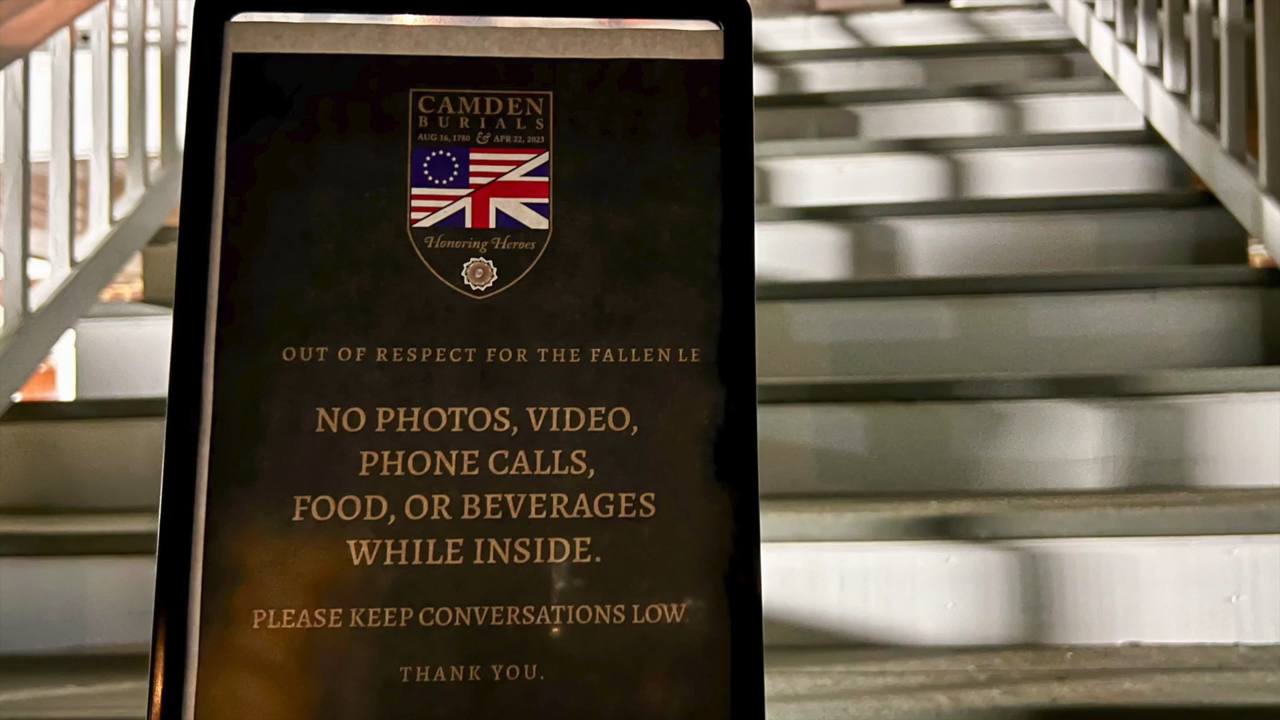 CAMDEN
BURIALS
AUG 16, 1780 & APR 22, 2023
Honoring Heroes
OUT OF RESPECT FOR THE FALLEN LE
NO PHOTOS, VIDEO,
PHONE CALLS,
FOOD, OR BEVERAGES
WHILE INSIDE.
PLEASE KEEP CONVERSATIONS LOW
THANK YOU.